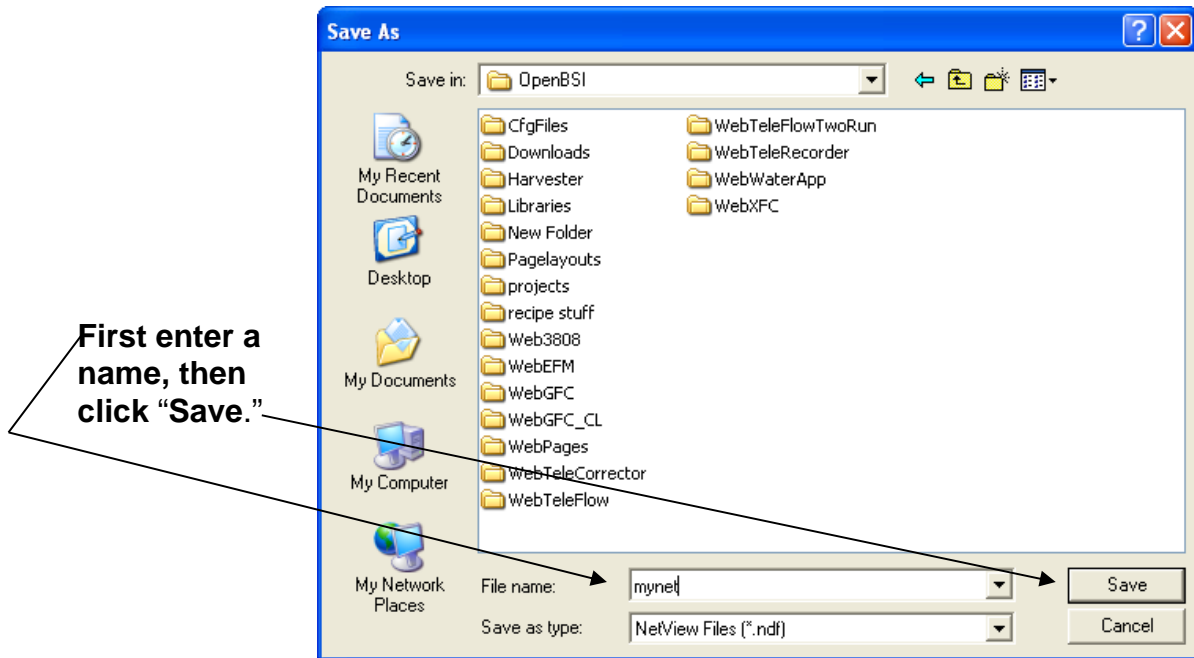 Save As
Save in:
OpenBSI
My Recent
Documents
Desktop
My Documents
My Computer
My Network
Places
CfgFiles
Downloads
Harvester
Libraries
New Folder
Pagelayouts
projects
recipe stuff
Web3808
WebEFM
WebGFC
WebGFC_CL
WebPages
WebTeleCorrector
WebTeleFlow
WebTeleFlowTwoRun
WebTeleRecorder
WebWaterApp
WebXFC
First enter a
name, then
click “Save.”
File name:
mynet
Save
Save as type:
NetView Files (*.ndf)
Cancel